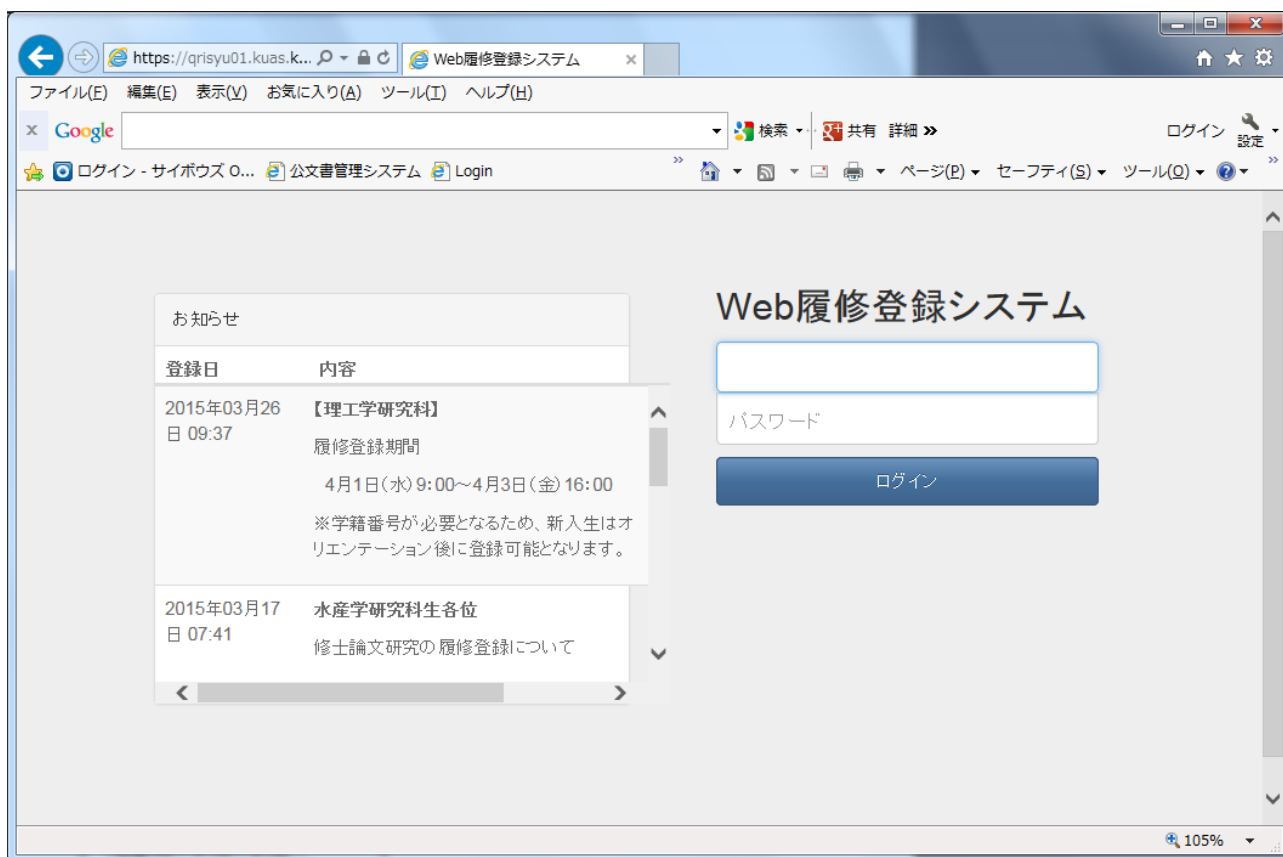 https://qrisyu01.kuas.k...
Web履修登録システム
ファイル(F) 編集(E) 表示(V) お気に入り(A) ツール(T) ヘルプ(H)
Google 検索 共有 詳細 » ログイン 設定
ログイン - サイボウズ O... 公文書管理システム Login » ページ(P) セーフティ(S) ツール(O) »
お知らせ
登録日 内容
2015年03月26
日 09:37
【理工学研究科】
履修登録期間
4月1日(水)9:00～4月3日(金)16:00
※学籍番号が必要となるため、新入生はオ
リエンテーション後に登録可能となります。
2015年03月17
日 07:41
水産学研究科生各位
修士論文研究の履修登録について
Web履修登録システム
パスワード
ログイン
105%